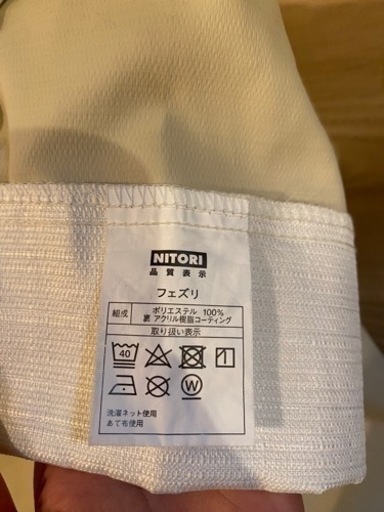 NITORI
品質表示
フェズリ
組成 ポリエステル 100%
裏 アクリル樹脂コーティング
取り扱い表示
40
W
洗濯ネット使用
あて布使用